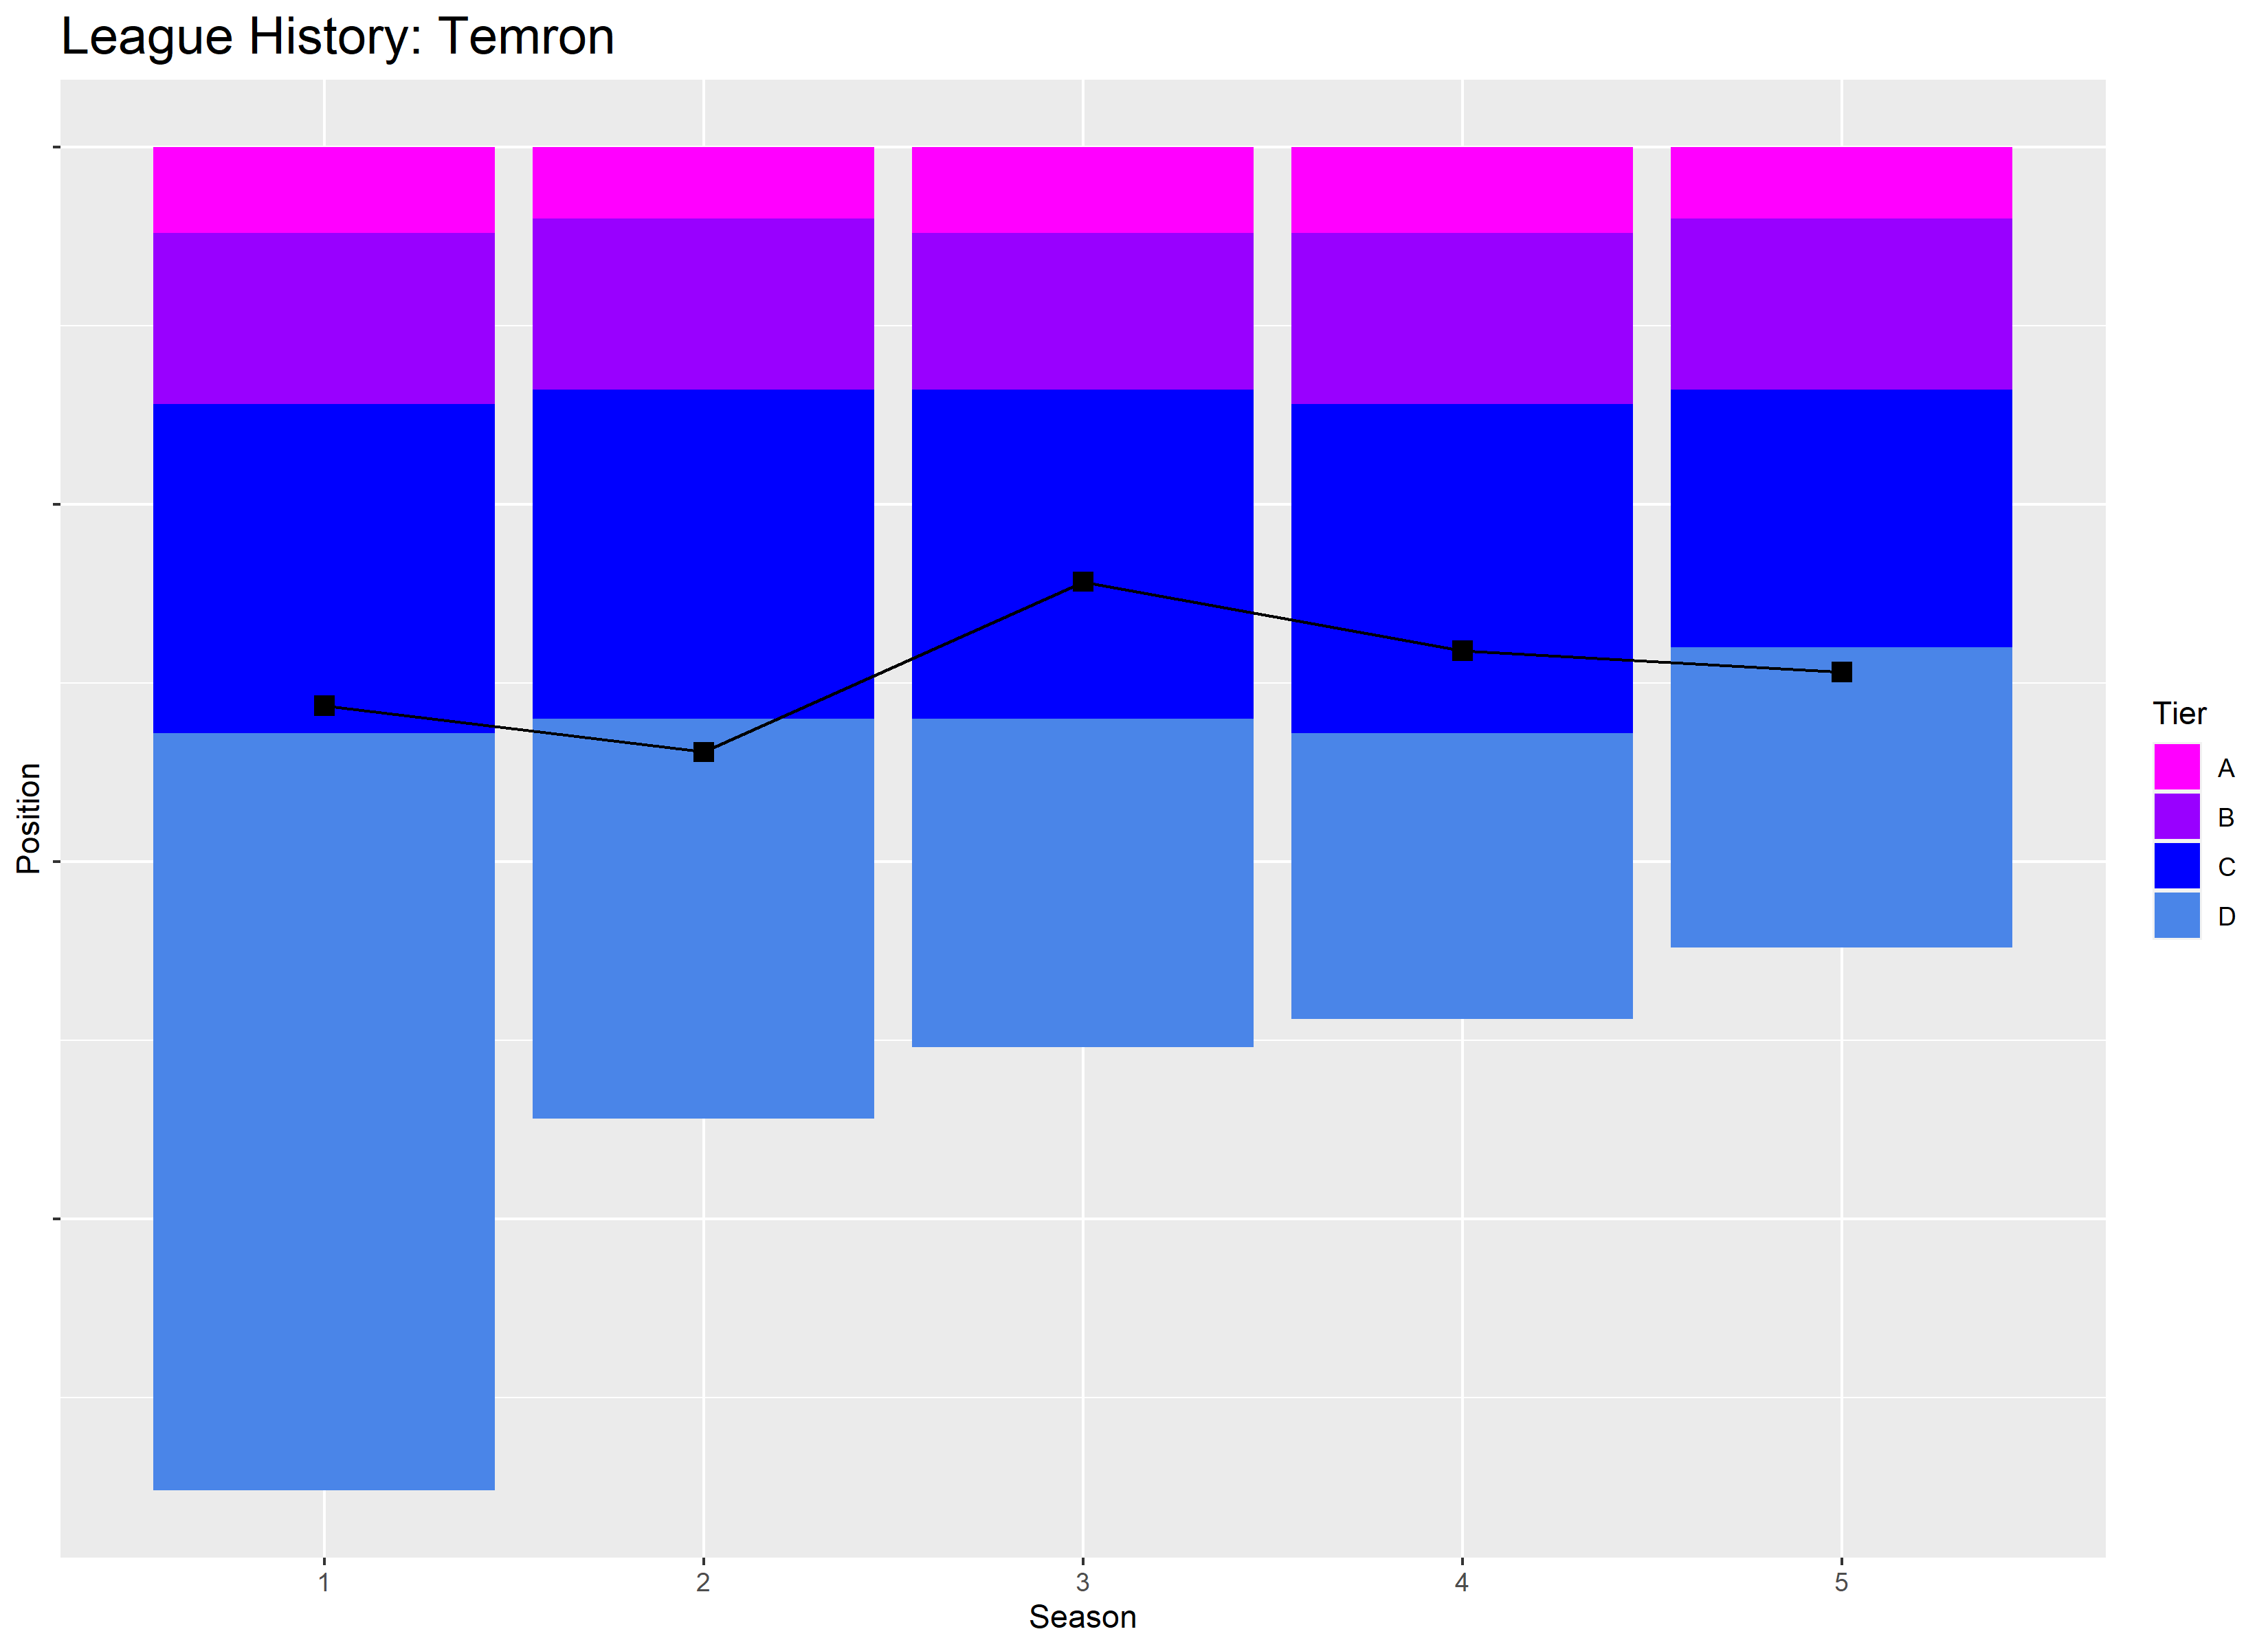 League History: Temron
Position
Tier
A
B
C
D
1 2 3 4 5
Season